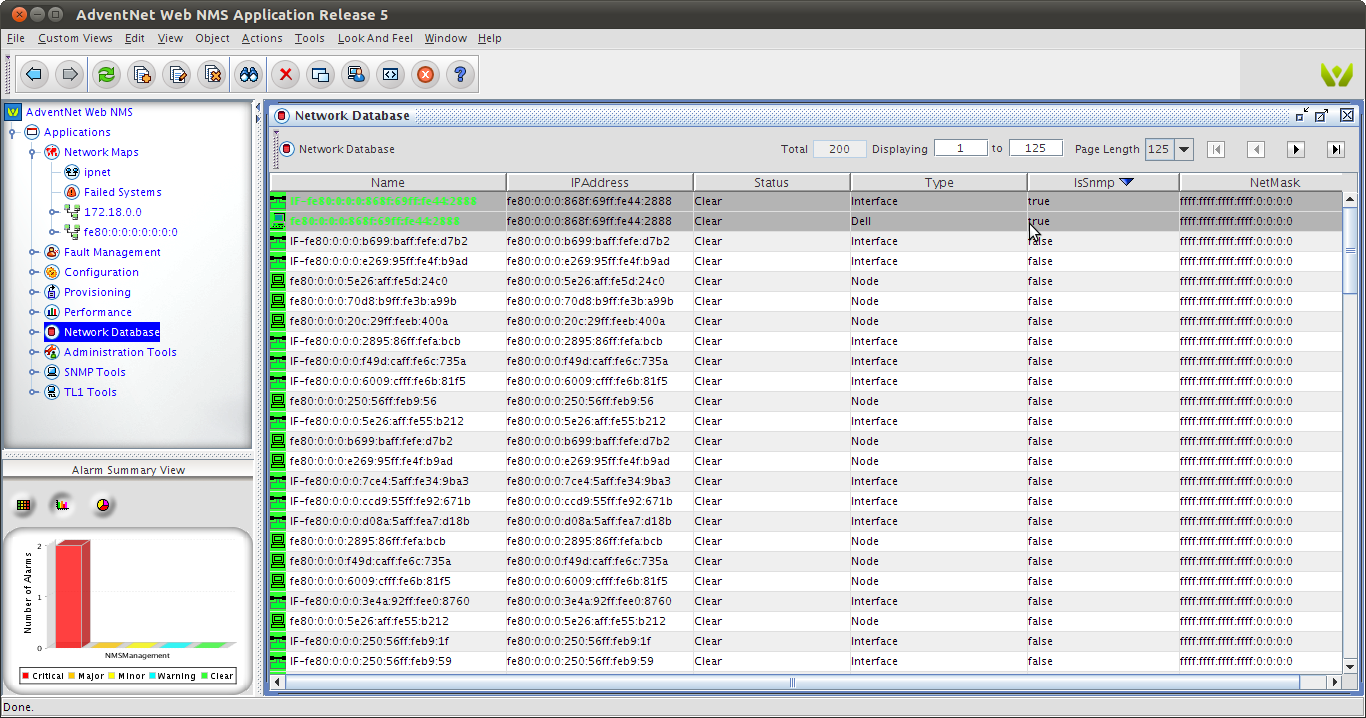 AdventNet Web NMS Application Release 5
File Custom Views Edit View Object Actions Tools Look And Feel Window Help
AdventNet Web NMS
Applications
Network Maps
ipnet
Failed Systems
172.18.0.0
fe80:0:0:0:0:0:0:0
Fault Management
Configuration
Provisioning
Performance
Network Database
Administration Tools
SNMP Tools
TL1 Tools
Alarm Summary View
Number of Alarms
2
1
0
NMSManagement
Critical Major Minor Warning Clear
Network Database
Network Database Total 200 Displaying 1 to 125 Page Length 125
Name IPAddress Status Type IsSnmp NetMask
IF-fe80:0:0:0:868f:69ff:fe44:2888 fe80:0:0:0:868f:69ff:fe44:2888 Clear Interface true ffff:ffff:ffff:ffff:0:0:0:0
fe80:0:0:0:868f:69ff:fe44:2888 fe80:0:0:0:868f:69ff:fe44:2888 Clear Dell true ffff:ffff:ffff:ffff:0:0:0:0
IF-fe80:0:0:0:b699:baff:fefe:d7b2 fe80:0:0:0:b699:baff:fefe:d7b2 Clear Interface false ffff:ffff:ffff:ffff:0:0:0:0
IF-fe80:0:0:0:e269:95ff:fe4f:b9ad fe80:0:0:0:e269:95ff:fe4f:b9ad Clear Interface false ffff:ffff:ffff:ffff:0:0:0:0
fe80:0:0:0:5e26:aff:fe5d:24c0 fe80:0:0:0:5e26:aff:fe5d:24c0 Clear Node false ffff:ffff:ffff:ffff:0:0:0:0
fe80:0:0:0:70d8:b9ff:fe3b:a99b fe80:0:0:0:70d8:b9ff:fe3b:a99b Clear Node false ffff:ffff:ffff:ffff:0:0:0:0
fe80:0:0:0:20c:29ff:feeb:400a fe80:0:0:0:20c:29ff:feeb:400a Clear Node false ffff:ffff:ffff:ffff:0:0:0:0
IF-fe80:0:0:0:2895:86ff:fefa:bcb fe80:0:0:0:2895:86ff:fefa:bcb Clear Interface false ffff:ffff:ffff:ffff:0:0:0:0
IF-fe80:0:0:0:f49d:caff:fe6c:735a fe80:0:0:0:f49d:caff:fe6c:735a Clear Interface false ffff:ffff:ffff:ffff:0:0:0:0
IF-fe80:0:0:0:6009:cfff:fe6b:81f5 fe80:0:0:0:6009:cfff:fe6b:81f5 Clear Interface false ffff:ffff:ffff:ffff:0:0:0:0
fe80:0:0:0:250:56ff:feb9:56 fe80:0:0:0:250:56ff:feb9:56 Clear Node false ffff:ffff:ffff:ffff:0:0:0:0
IF-fe80:0:0:0:5e26:aff:fe55:b212 fe80:0:0:0:5e26:aff:fe55:b212 Clear Interface false ffff:ffff:ffff:ffff:0:0:0:0
fe80:0:0:0:b699:baff:fefe:d7b2 fe80:0:0:0:b699:baff:fefe:d7b2 Clear Node false ffff:ffff:ffff:ffff:0:0:0:0
fe80:0:0:0:e269:95ff:fe4f:b9ad fe80:0:0:0:e269:95ff:fe4f:b9ad Clear Node false ffff:ffff:ffff:ffff:0:0:0:0
IF-fe80:0:0:0:7ce4:5aff:fe34:9ba3 fe80:0:0:0:7ce4:5aff:fe34:9ba3 Clear Interface false ffff:ffff:ffff:ffff:0:0:0:0
IF-fe80:0:0:0:ccd9:55ff:fe92:671b fe80:0:0:0:ccd9:55ff:fe92:671b Clear Interface false ffff:ffff:ffff:ffff:0:0:0:0
IF-fe80:0:0:0:d08a:5aff:fea7:d18b fe80:0:0:0:d08a:5aff:fea7:d18b Clear Interface false ffff:ffff:ffff:ffff:0:0:0:0
fe80:0:0:0:2895:86ff:fefa:bcb fe80:0:0:0:2895:86ff:fefa:bcb Clear Node false ffff:ffff:ffff:ffff:0:0:0:0
fe80:0:0:0:f49d:caff:fe6c:735a fe80:0:0:0:f49d:caff:fe6c:735a Clear Node false ffff:ffff:ffff:ffff:0:0:0:0
fe80:0:0:0:6009:cfff:fe6b:81f5 fe80:0:0:0:6009:cfff:fe6b:81f5 Clear Node false ffff:ffff:ffff:ffff:0:0:0:0
IF-fe80:0:0:0:3e4a:92ff:fee0:8760 fe80:0:0:0:3e4a:92ff:fee0:8760 Clear Interface false ffff:ffff:ffff:ffff:0:0:0:0
fe80:0:0:0:5e26:aff:fe55:b212 fe80:0:0:0:5e26:aff:fe55:b212 Clear Node false ffff:ffff:ffff:ffff:0:0:0:0
IF-fe80:0:0:0:250:56ff:feb9:1f fe80:0:0:0:250:56ff:feb9:1f Clear Interface false ffff:ffff:ffff:ffff:0:0:0:0
IF-fe80:0:0:0:250:56ff:feb9:59 fe80:0:0:0:250:56ff:feb9:59 Clear Interface false ffff:ffff:ffff:ffff:0:0:0:0
Done.